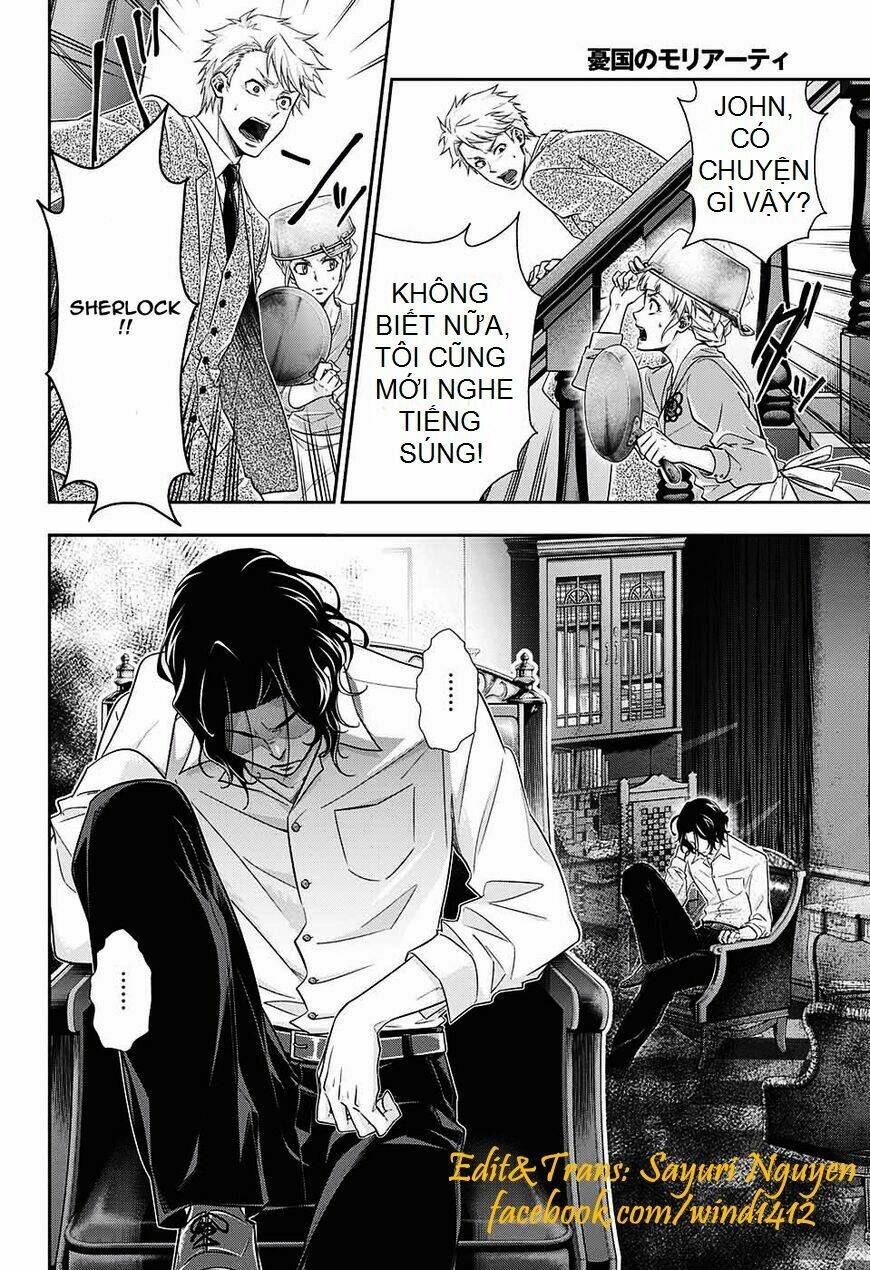 憂国のモリアーティ
JOHN,
CÓ
CHUYỆN
GÌ VẬY?
KHÔNG
BIẾT NỮA,
TÔI CŨNG
MỚI NGHE
TIẾNG
SÚNG!
SHERLOCK
!!
......
......
Edit&Trans: Sayuri Nguyen
facebook.com/wind1412